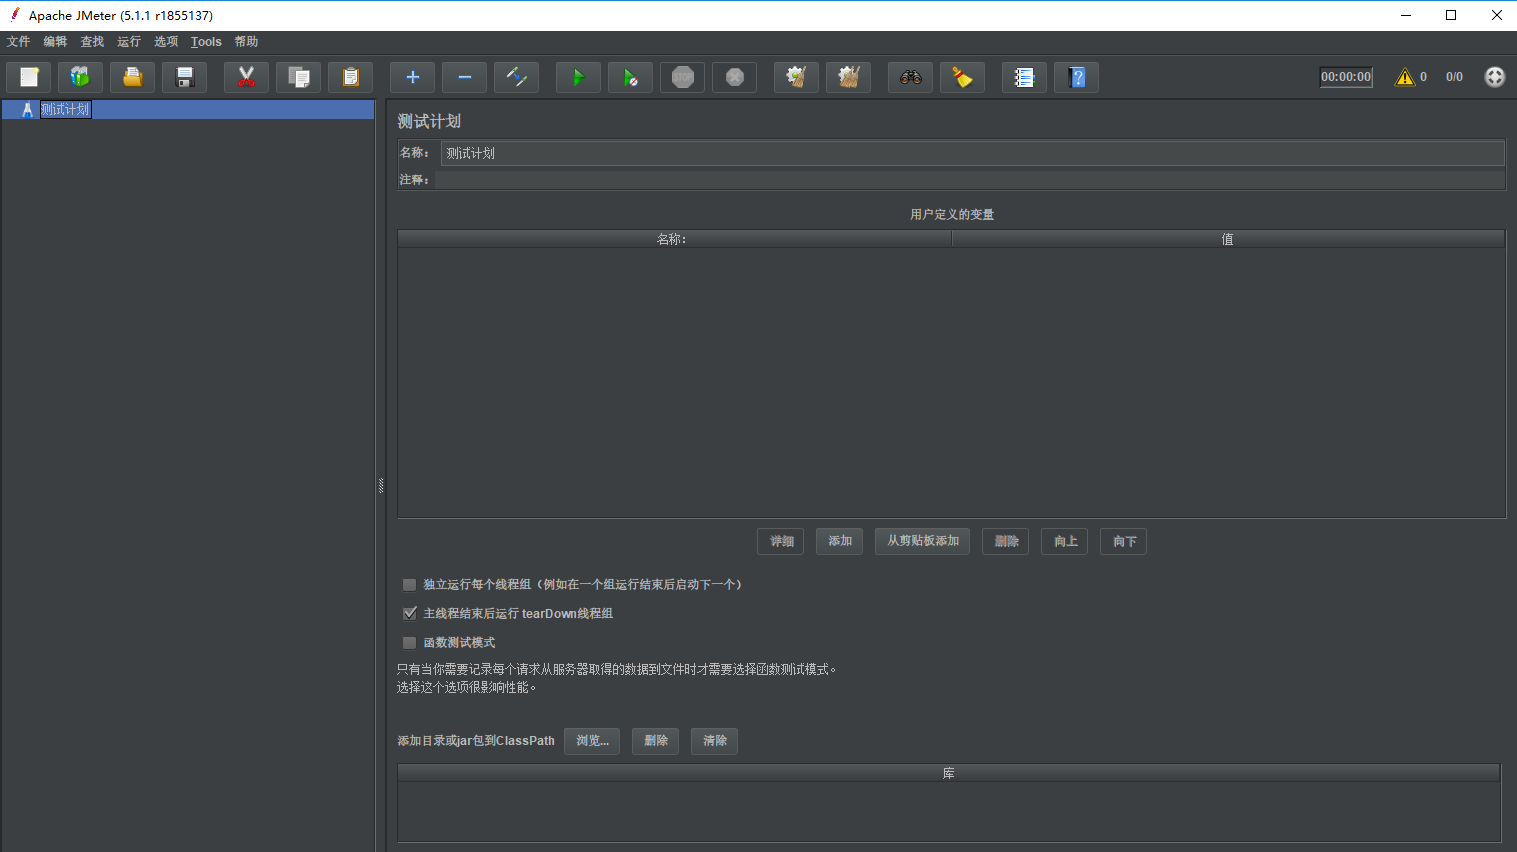 Apache JMeter (5.1.1 r1855137)
文件 编辑 查找 运行 选项 Tools 帮助
STOP
00:00:00 0 0/0
测试计划
测试计划
名称： 测试计划
注释：
用户定义的变量
名称： 值
详细 添加 从剪贴板添加 删除 向上 向下
独立运行每个线程组（例如在一个组运行结束后启动下一个）
主线程结束后运行 tearDown线程组
函数测试模式
只有当你需要记录每个请求从服务器取得的数据到文件时才需要选择函数测试模式。
选择这个选项很影响性能。
添加目录或jar包到ClassPath 浏览... 删除 清除
库